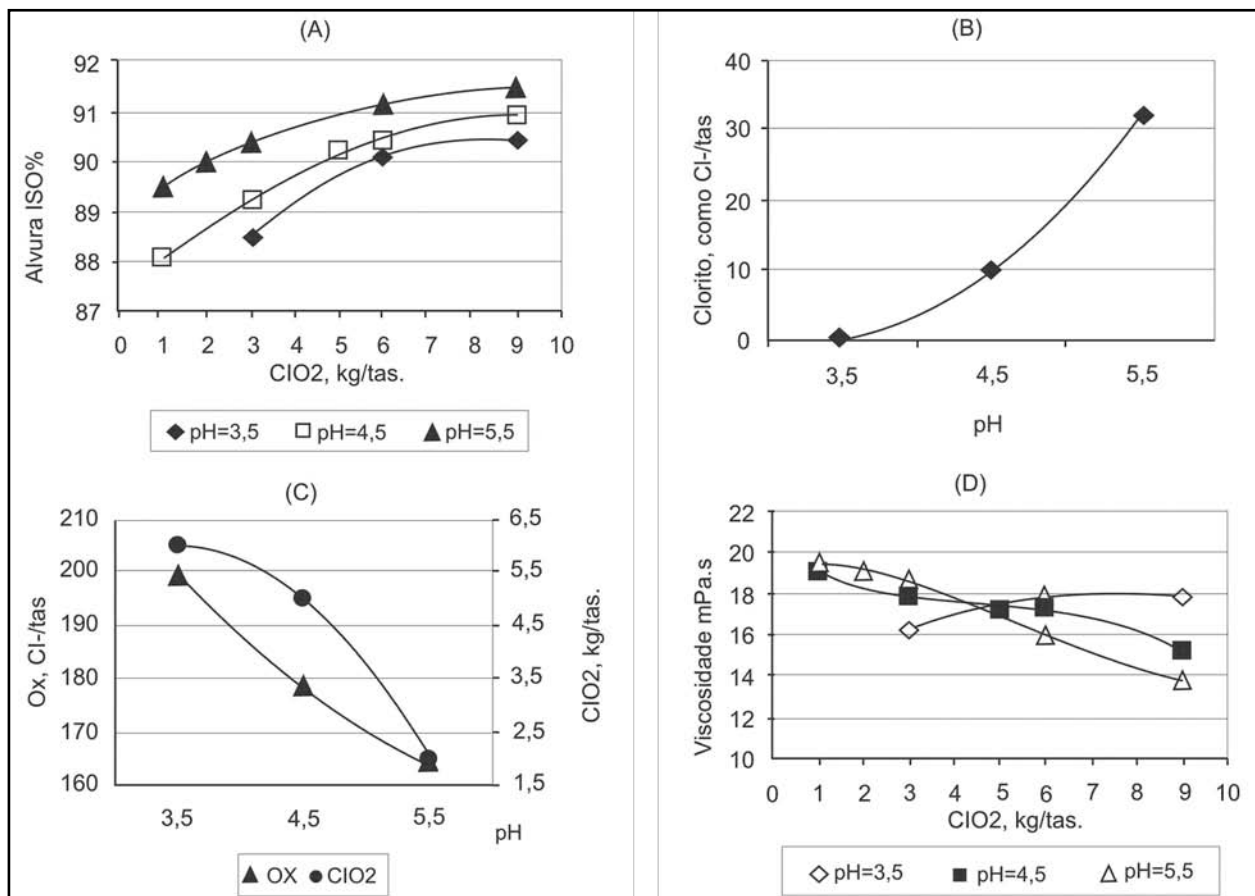 (A)
Alvura ISO%
92
91
90
89
88
87
0 1 2 3 4 5 6 7 8 9 10
ClO2, kg/tas.
pH=3,5 pH=4,5 pH=5,5
(B)
Clorito, como Cl-/tas
40
30
20
10
0
3,5 4,5 5,5
pH
(C)
Ox, Cl-/tas
210
200
190
180
170
160
6,5
5,5
4,5
3,5
2,5
1,5
ClO2, kg/tas.
3,5 4,5 5,5 pH
OX ClO2
(D)
Viscosidade mPa.s
22
20
18
16
14
12
10
0 1 2 3 4 5 6 7 8 9 10
ClO2, kg/tas.
pH=3,5 pH=4,5 pH=5,5